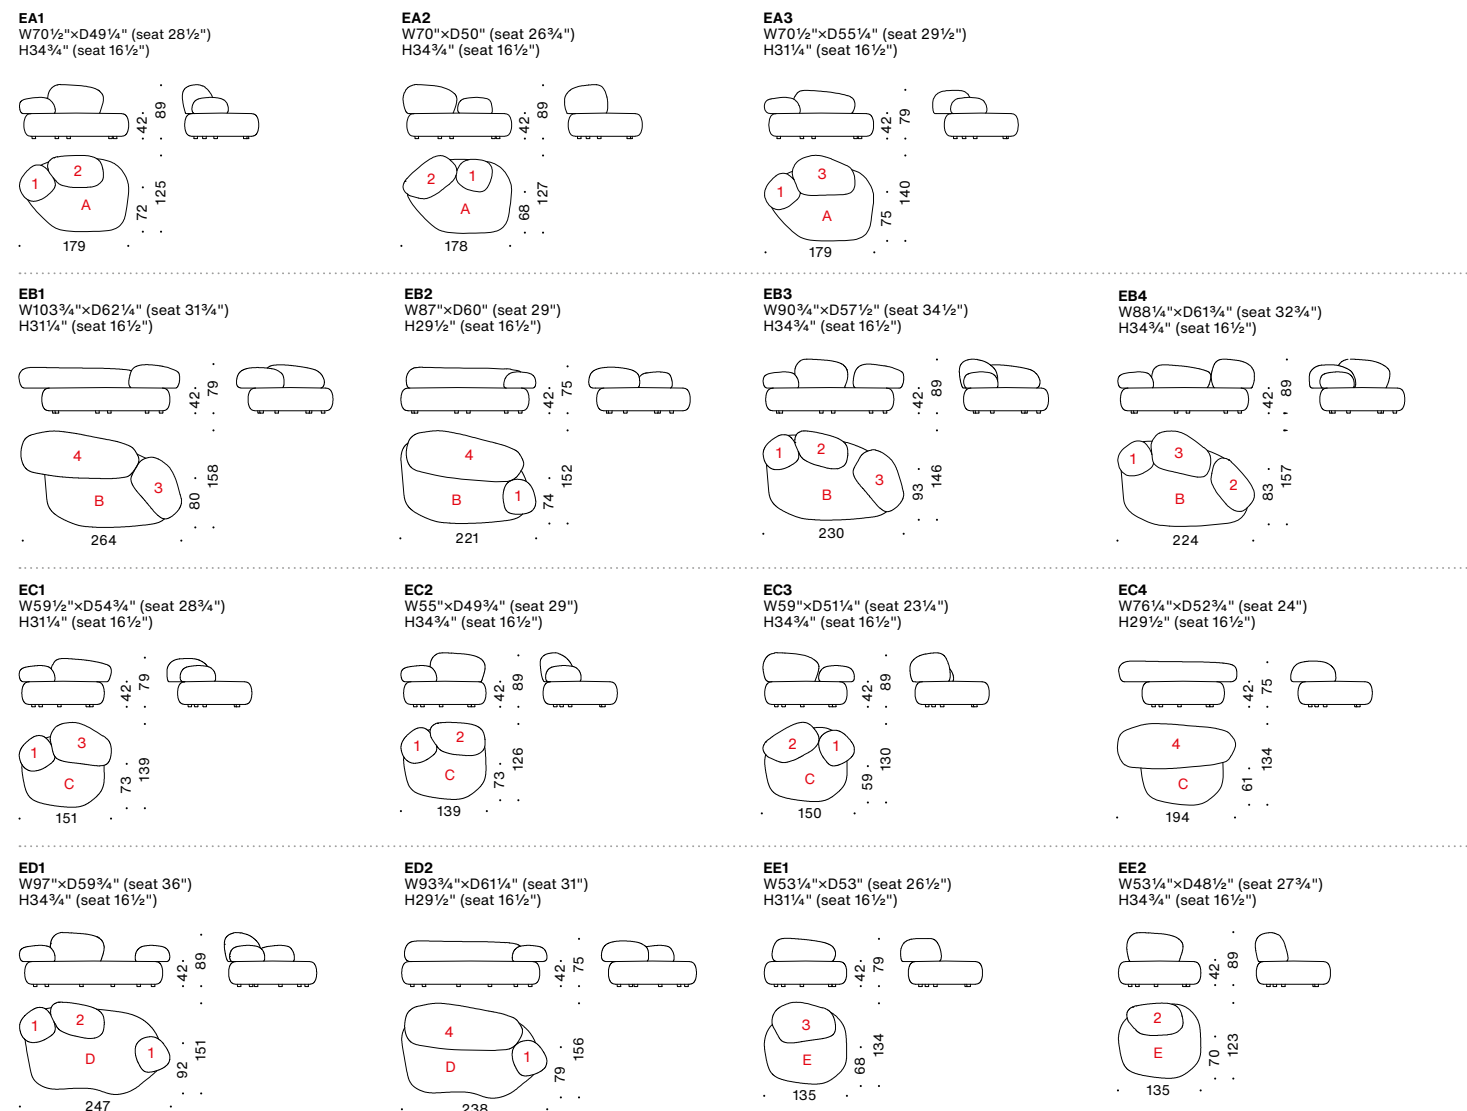 EA1
W70½"×D49¼" (seat 28½")
H34¾" (seat 16½")
42
89
1
2
A
72
125
179
EA2
W70"×D50" (seat 26¾")
H34¾" (seat 16½")
42
89
2
1
A
68
127
178
EA3
W70½"×D55¼" (seat 29½")
H31¼" (seat 16½")
42
79
1
3
A
75
140
179
EB1
W103¾"×D62¼" (seat 31¾")
H31¼" (seat 16½")
42
79
4
3
B
80
158
264
EB2
W87"×D60" (seat 29")
H29½" (seat 16½")
42
75
4
1
B
74
152
221
EB3
W90¾"×D57½" (seat 34½")
H34¾" (seat 16½")
42
89
1
2
3
B
93
146
230
EB4
W88¼"×D61¾" (seat 32¾")
H34¾" (seat 16½")
42
89
1
3
2
B
83
157
224
EC1
W59½"×D54¾" (seat 28¾")
H31¼" (seat 16½")
42
79
1
3
C
73
139
151
EC2
W55"×D49¾" (seat 29")
H34¾" (seat 16½")
42
89
1
2
C
73
126
139
EC3
W59"×D51¼" (seat 23¼")
H34¾" (seat 16½")
42
89
2
1
C
59
130
150
EC4
W76¼"×D52¾" (seat 24")
H29½" (seat 16½")
42
75
4
C
61
134
194
ED1
W97"×D59¾" (seat 36")
H34¾" (seat 16½")
42
89
1
2
1
D
92
151
247
ED2
W93¾"×D61¼" (seat 31")
H29½" (seat 16½")
42
75
4
1
D
79
156
238
EE1
W53¼"×D53" (seat 26½")
H31¼" (seat 16½")
42
79
3
E
68
134
135
EE2
W53¼"×D48½" (seat 27¾")
H34¾" (seat 16½")
42
89
2
E
70
123
135